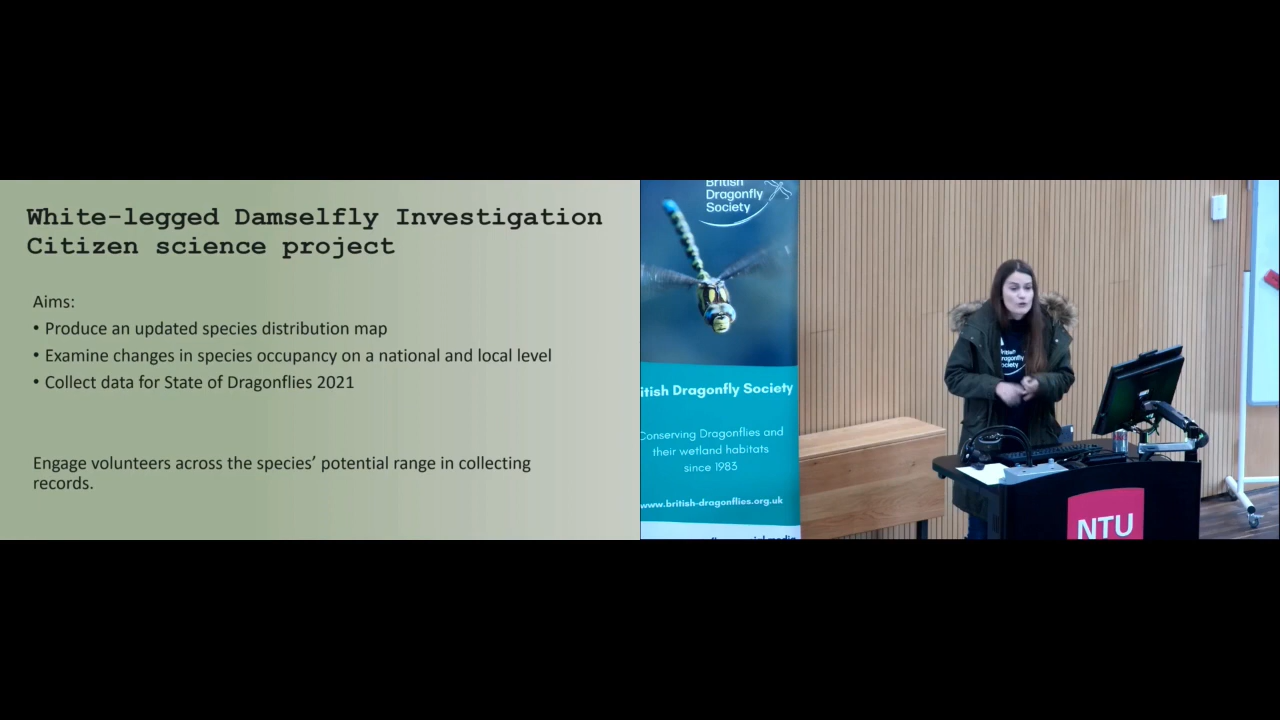 White-legged Damselfly Investigation
Citizen science project
Aims:
• Produce an updated species distribution map
• Examine changes in species occupancy on a national and local level
• Collect data for State of Dragonflies 2021
Engage volunteers across the species’ potential range in collecting
records.
British
Dragonfly
Society
itish Dragonfly Society
Conserving Dragonflies and
their wetland habitats
since 1983
www.british-dragonflies.org.uk
British
Dragonfly
Society
NTU